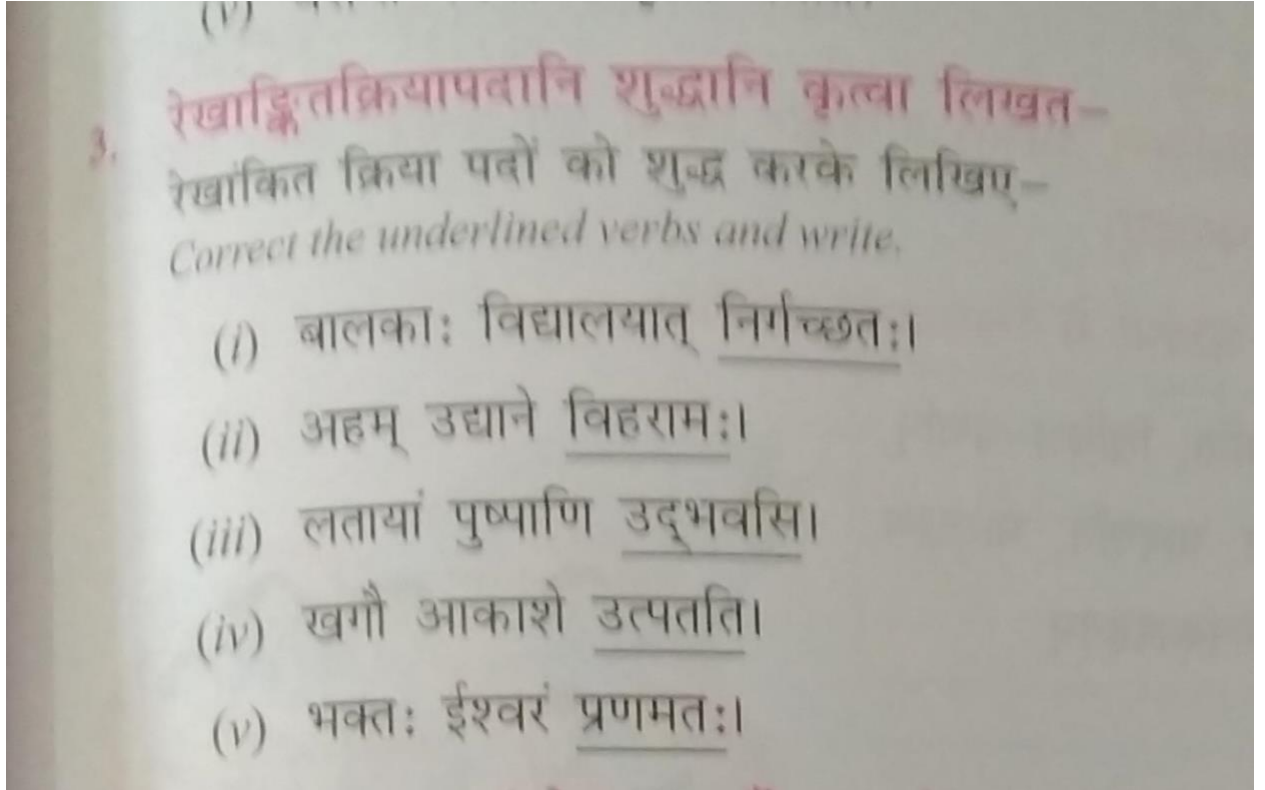 (v)
3. रेखाङ्कितक्रियापदानि शुद्धानि कृत्वा लिखत–
रेखांकित क्रिया पदों को शुद्ध करके लिखिए–
Correct the underlined verbs and write.
(i) बालकाः विद्यालयात् निर्गच्छतः।
(ii) अहम् उद्याने विहरामः।
(iii) लतायां पुष्पाणि उद्भवसि।
(iv) खगौ आकाशे उत्पतति।
(v) भक्तः ईश्वरं प्रणमतः।